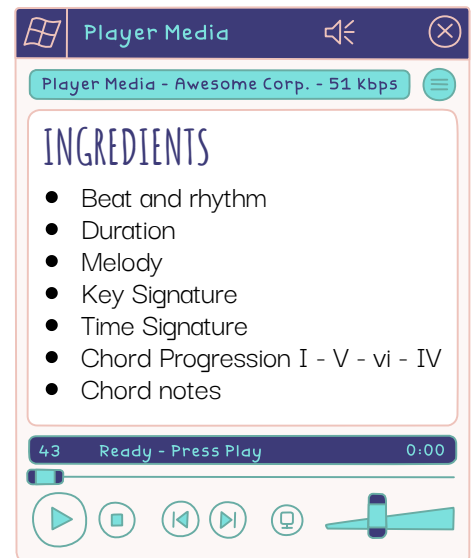 Player Media
Player Media - Awesome Corp. - 51 Kbps
INGREDIENTS
Beat and rhythm
Duration
Melody
Key Signature
Time Signature
Chord Progression I - V - vi - IV
Chord notes
43 Ready - Press Play 0:00